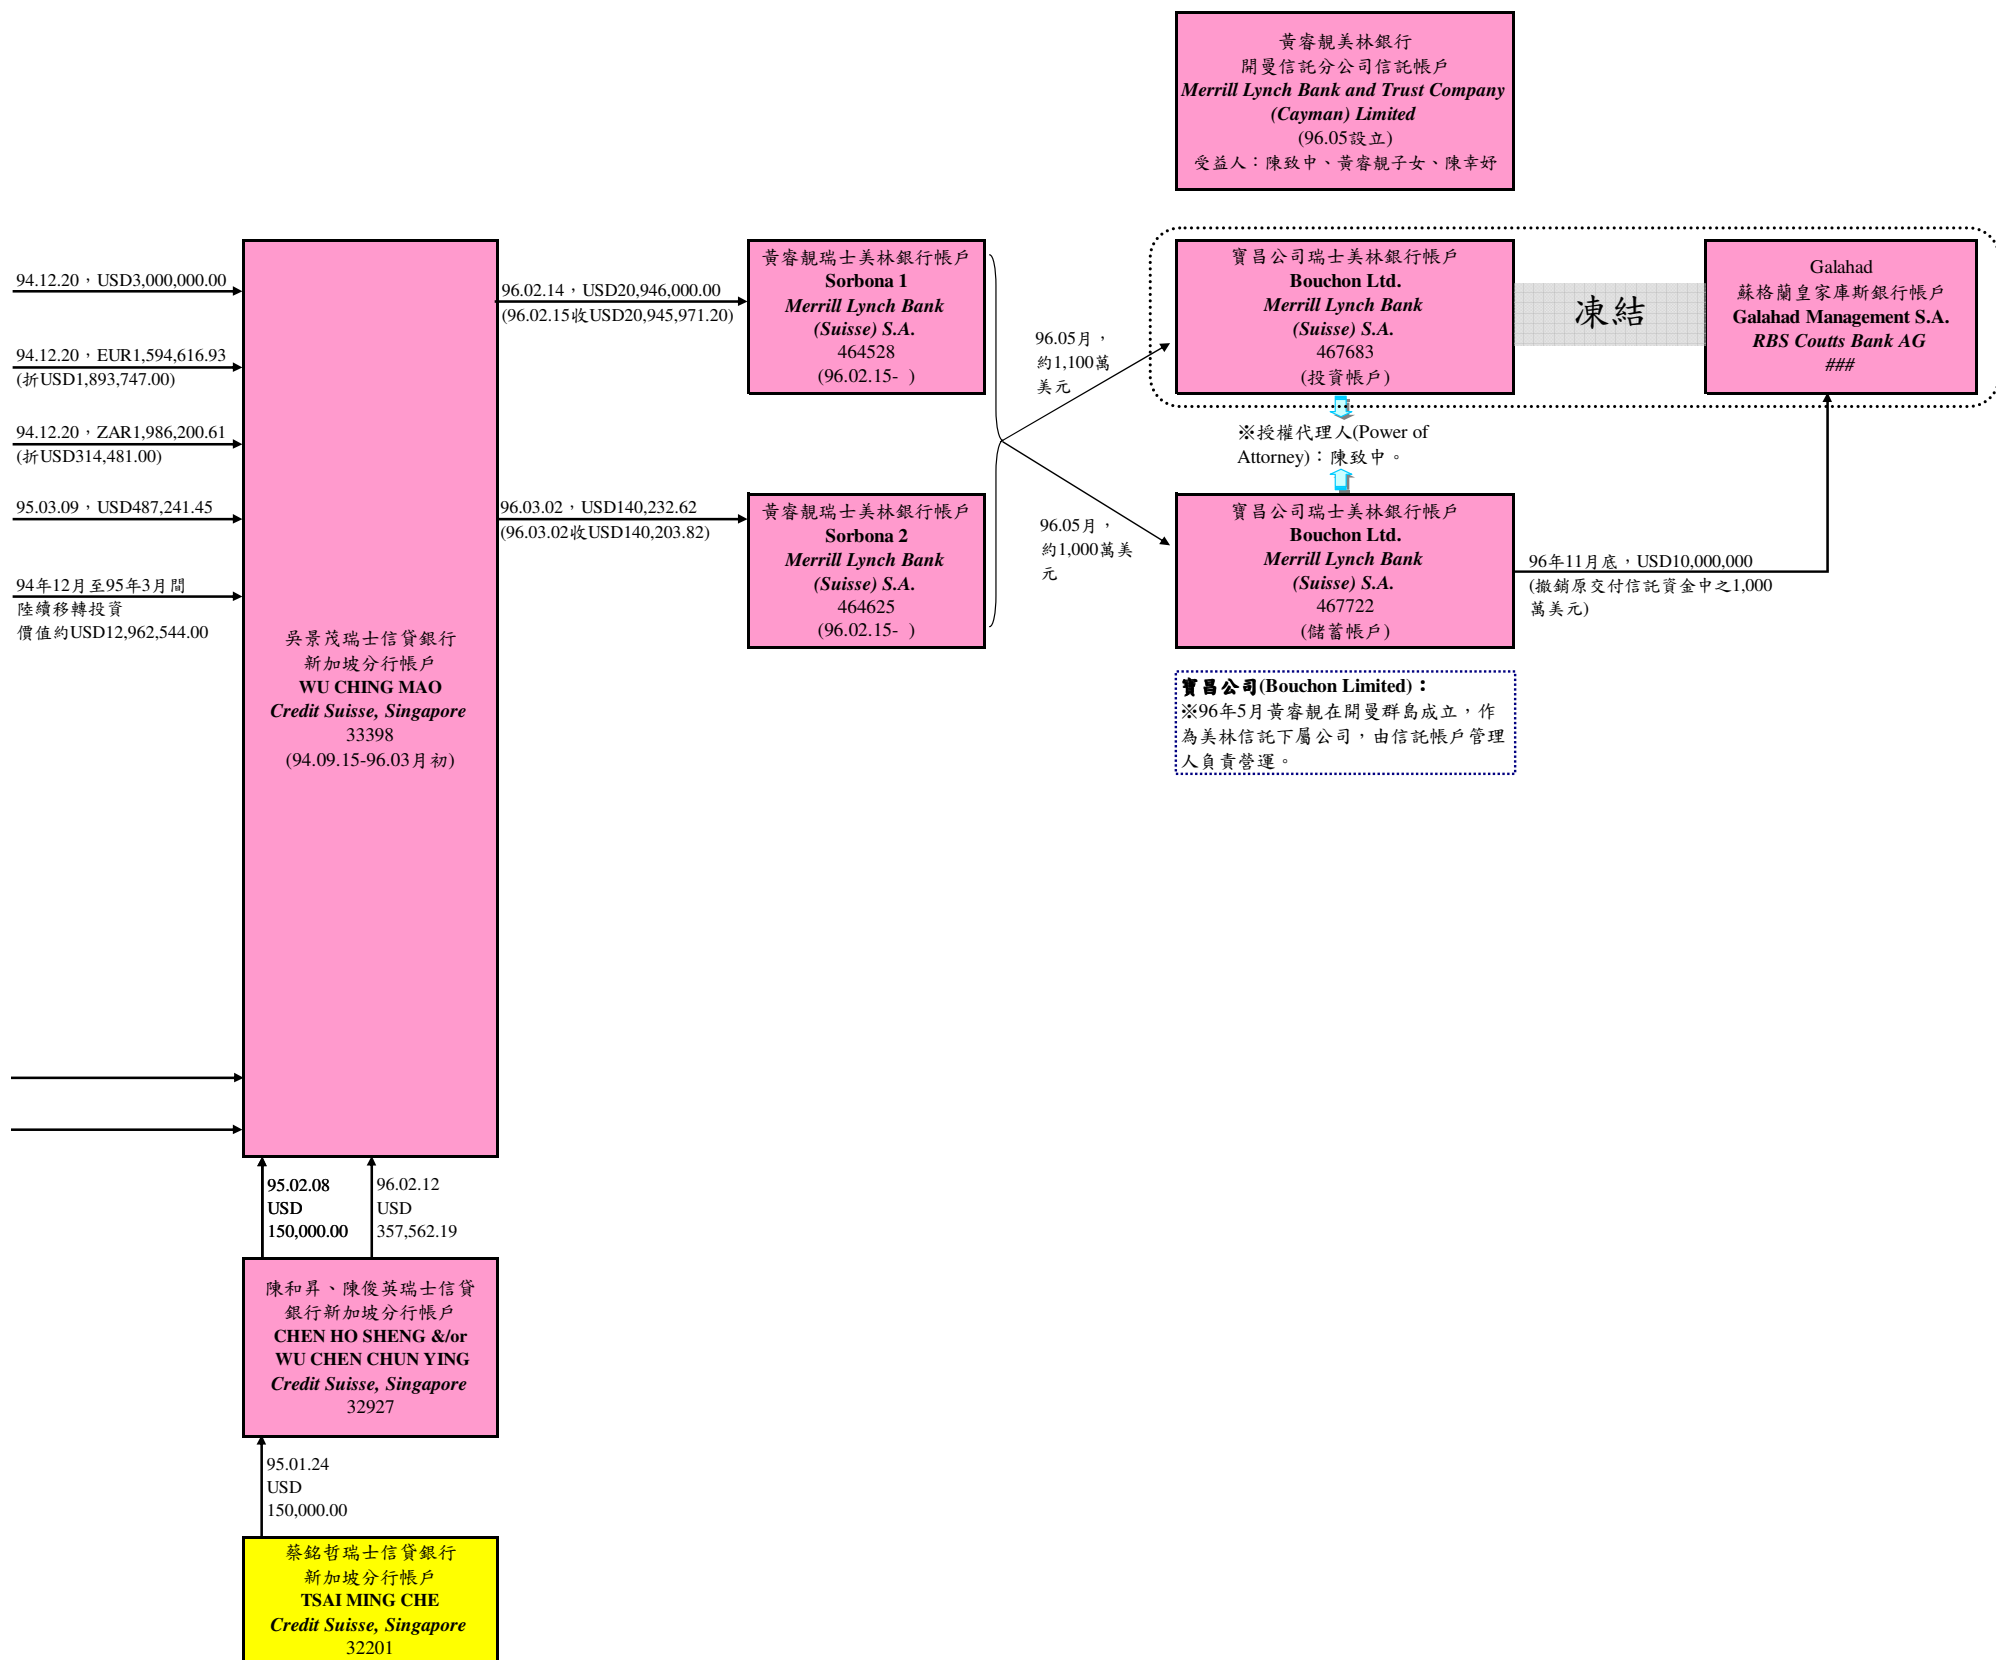 黃睿靚美林銀行
開曼信託分公司信託帳戶
Merrill Lynch Bank and Trust Company
(Cayman) Limited
(96.05設立)
受益人：陳致中、黃睿靚子女、陳幸妤
94.12.20，USD3,000,000.00
94.12.20，EUR1,594,616.93
(折USD1,893,747.00)
94.12.20，ZAR1,986,200.61
(折USD314,481.00)
95.03.09，USD487,241.45
94年12月至95年3月間
陸續移轉投資
價值約USD12,962,544.00
吳景茂瑞士信貸銀行
新加坡分行帳戶
WU CHING MAO
Credit Suisse, Singapore
33398
(94.09.15-96.03月初)
96.02.14，USD20,946,000.00
(96.02.15收USD20,945,971.20)
96.03.02，USD140,232.62
(96.03.02收USD140,203.82)
黃睿靚瑞士美林銀行帳戶
Sorbona 1
Merrill Lynch Bank
(Suisse) S.A.
464528
(96.02.15- )
黃睿靚瑞士美林銀行帳戶
Sorbona 2
Merrill Lynch Bank
(Suisse) S.A.
464625
(96.02.15- )
96.05月，
約1,100萬
美元
96.05月，
約1,000萬美
元
寶昌公司瑞士美林銀行帳戶
Bouchon Ltd.
Merrill Lynch Bank
(Suisse) S.A.
467683
(投資帳戶)
凍結
Galahad
蘇格蘭皇家庫斯銀行帳戶
Galahad Management S.A.
RBS Coutts Bank AG
###
※授權代理人(Power of
Attorney)：陳致中。
寶昌公司瑞士美林銀行帳戶
Bouchon Ltd.
Merrill Lynch Bank
(Suisse) S.A.
467722
(儲蓄帳戶)
96年11月底，USD10,000,000
(撤銷原交付信託資金中之1,000
萬美元)
寶昌公司(Bouchon Limited)：
※96年5月黃睿靚在開曼群島成立，作
為美林信託下屬公司，由信託帳戶管理
人負責營運。
95.02.08
USD
150,000.00
96.02.12
USD
357,562.19
陳和昇、陳俊英瑞士信貸
銀行新加坡分行帳戶
CHEN HO SHENG &/or
WU CHEN CHUN YING
Credit Suisse, Singapore
32927
95.01.24
USD
150,000.00
蔡銘哲瑞士信貸銀行
新加坡分行帳戶
TSAI MING CHE
Credit Suisse, Singapore
32201